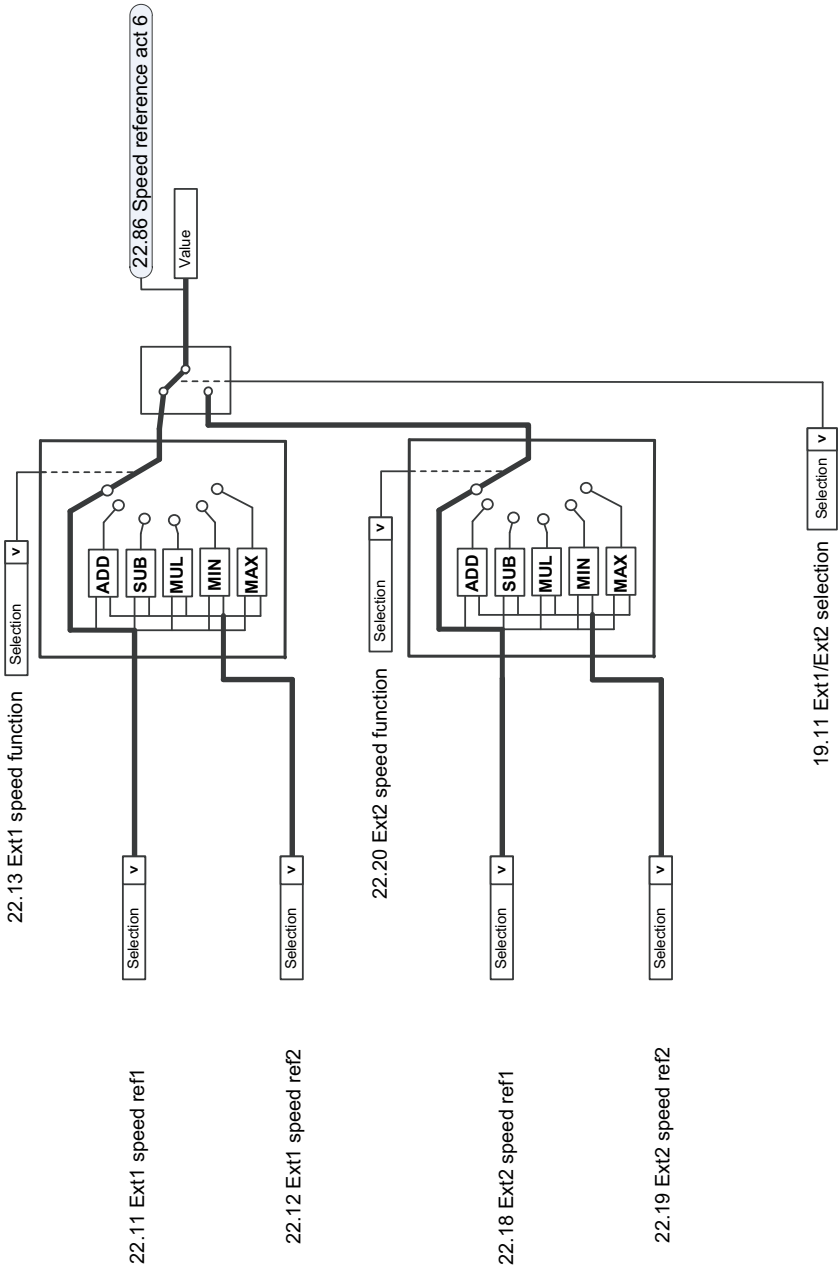 22.13 Ext1 speed function
Selection v
22.86 Speed reference act 6
Value
22.11 Ext1 speed ref1
Selection v
ADD
SUB
MUL
MIN
MAX
22.12 Ext1 speed ref2
Selection v
22.20 Ext2 speed function
Selection v
22.18 Ext2 speed ref1
Selection v
ADD
SUB
MUL
MIN
MAX
22.19 Ext2 speed ref2
Selection v
19.11 Ext1/Ext2 selection
Selection v